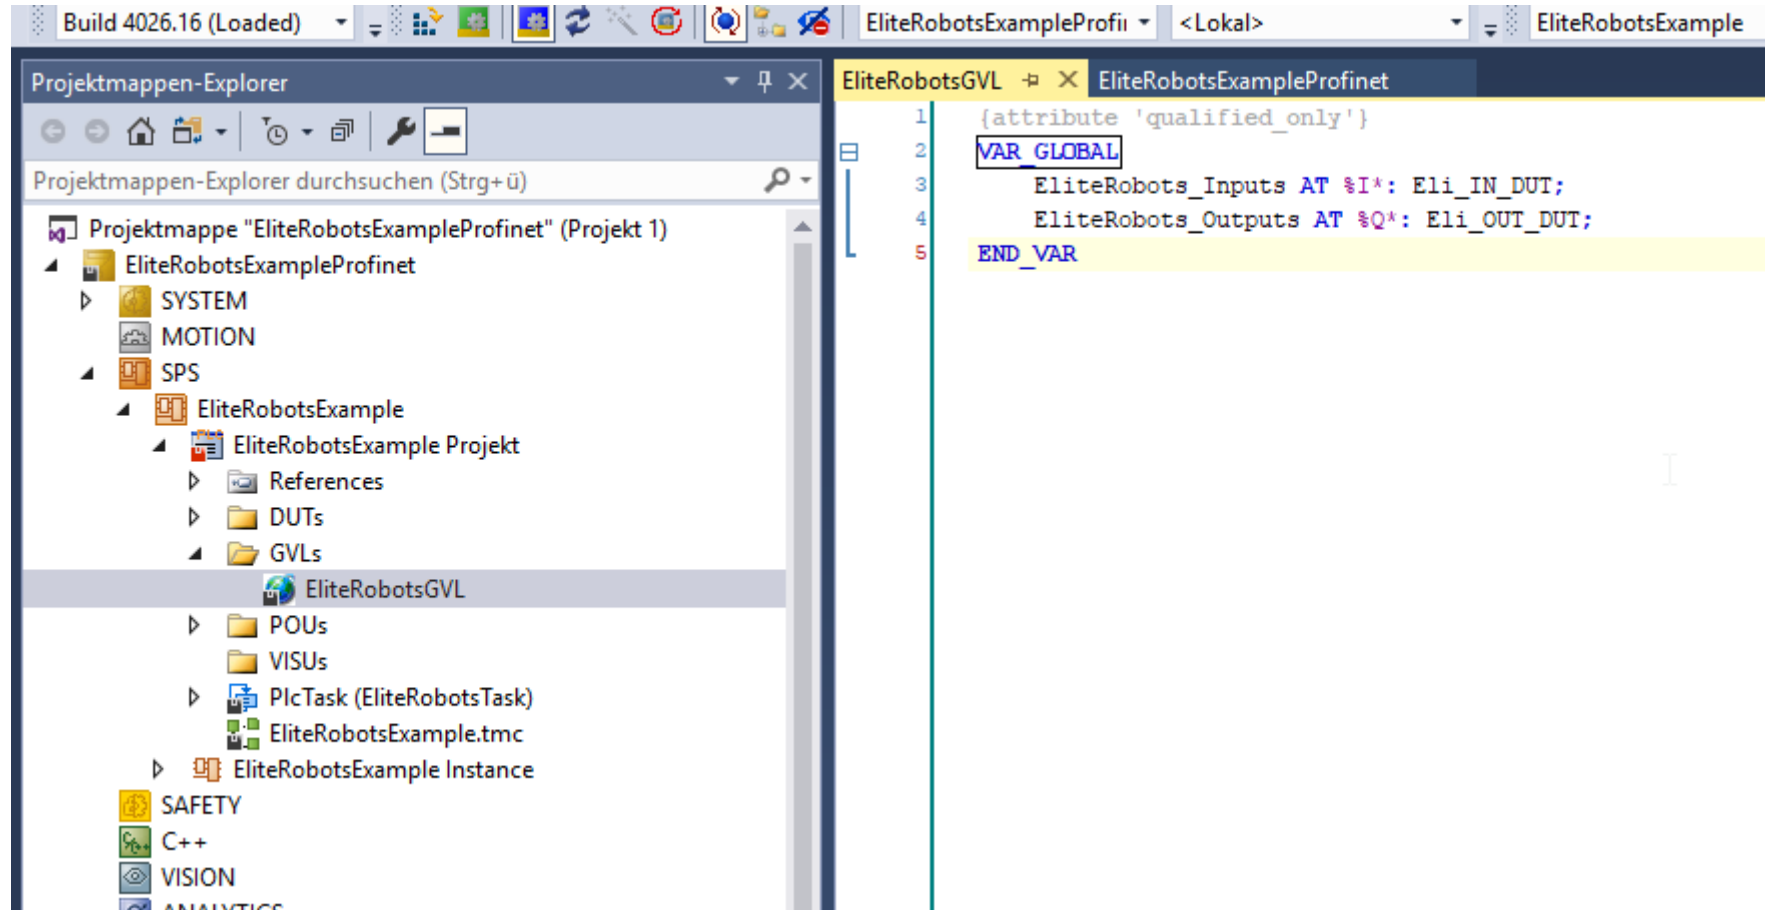 Build 4026.16 (Loaded) EliteRobotsExampleProfi <Lokal> EliteRobotsExample
Projektmappen-Explorer
Projektmappen-Explorer durchsuchen (Strg+ü)
Projektmappe "EliteRobotsExampleProfinet" (Projekt 1)
EliteRobotsExampleProfinet
SYSTEM
MOTION
SPS
EliteRobotsExample
EliteRobotsExample Projekt
References
DUTs
GVLs
EliteRobotsGVL
POUs
VISUs
PlcTask (EliteRobotsTask)
EliteRobotsExample.tmc
EliteRobotsExample Instance
SAFETY
C++
VISION
ANALYTICS
EliteRobotsGVL EliteRobotsExampleProfinet
1 {attribute 'qualified_only'}
2 VAR_GLOBAL
3 EliteRobots_Inputs AT %I*: Eli_IN_DUT;
4 EliteRobots_Outputs AT %Q*: Eli_OUT_DUT;
5 END_VAR